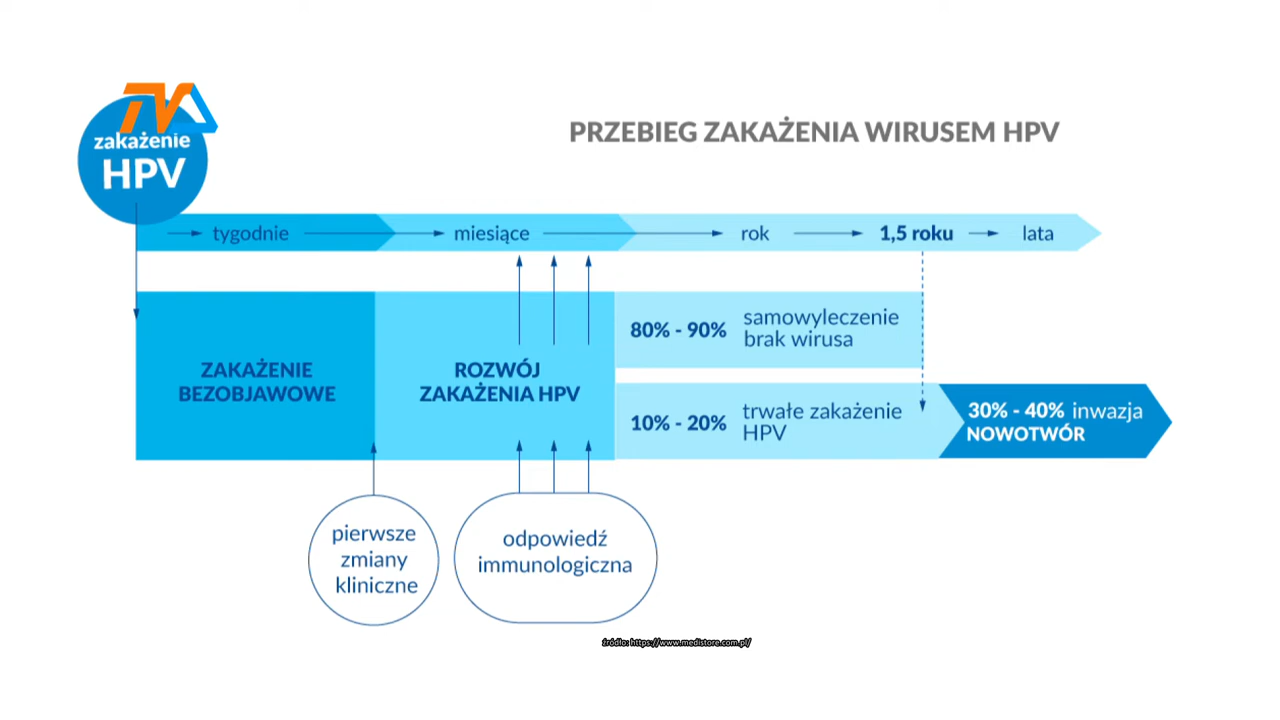 TV
zakażenie
HPV
PRZEBIEG ZAKAŻENIA WIRUSEM HPV
tygodnie
miesiące
rok
1,5 roku
lata
ZAKAŻENIE
BEZOBJAWOWE
ROZWÓJ
ZAKAŻENIA HPV
80% - 90%
samowyleczenie
brak wirusa
10% - 20%
trwałe zakażenie
HPV
30% - 40% inwazja
NOWOTWÓR
pierwsze
zmiany
kliniczne
odpowiedź
immunologiczna
źródło: https://www.medistore.com.pl/